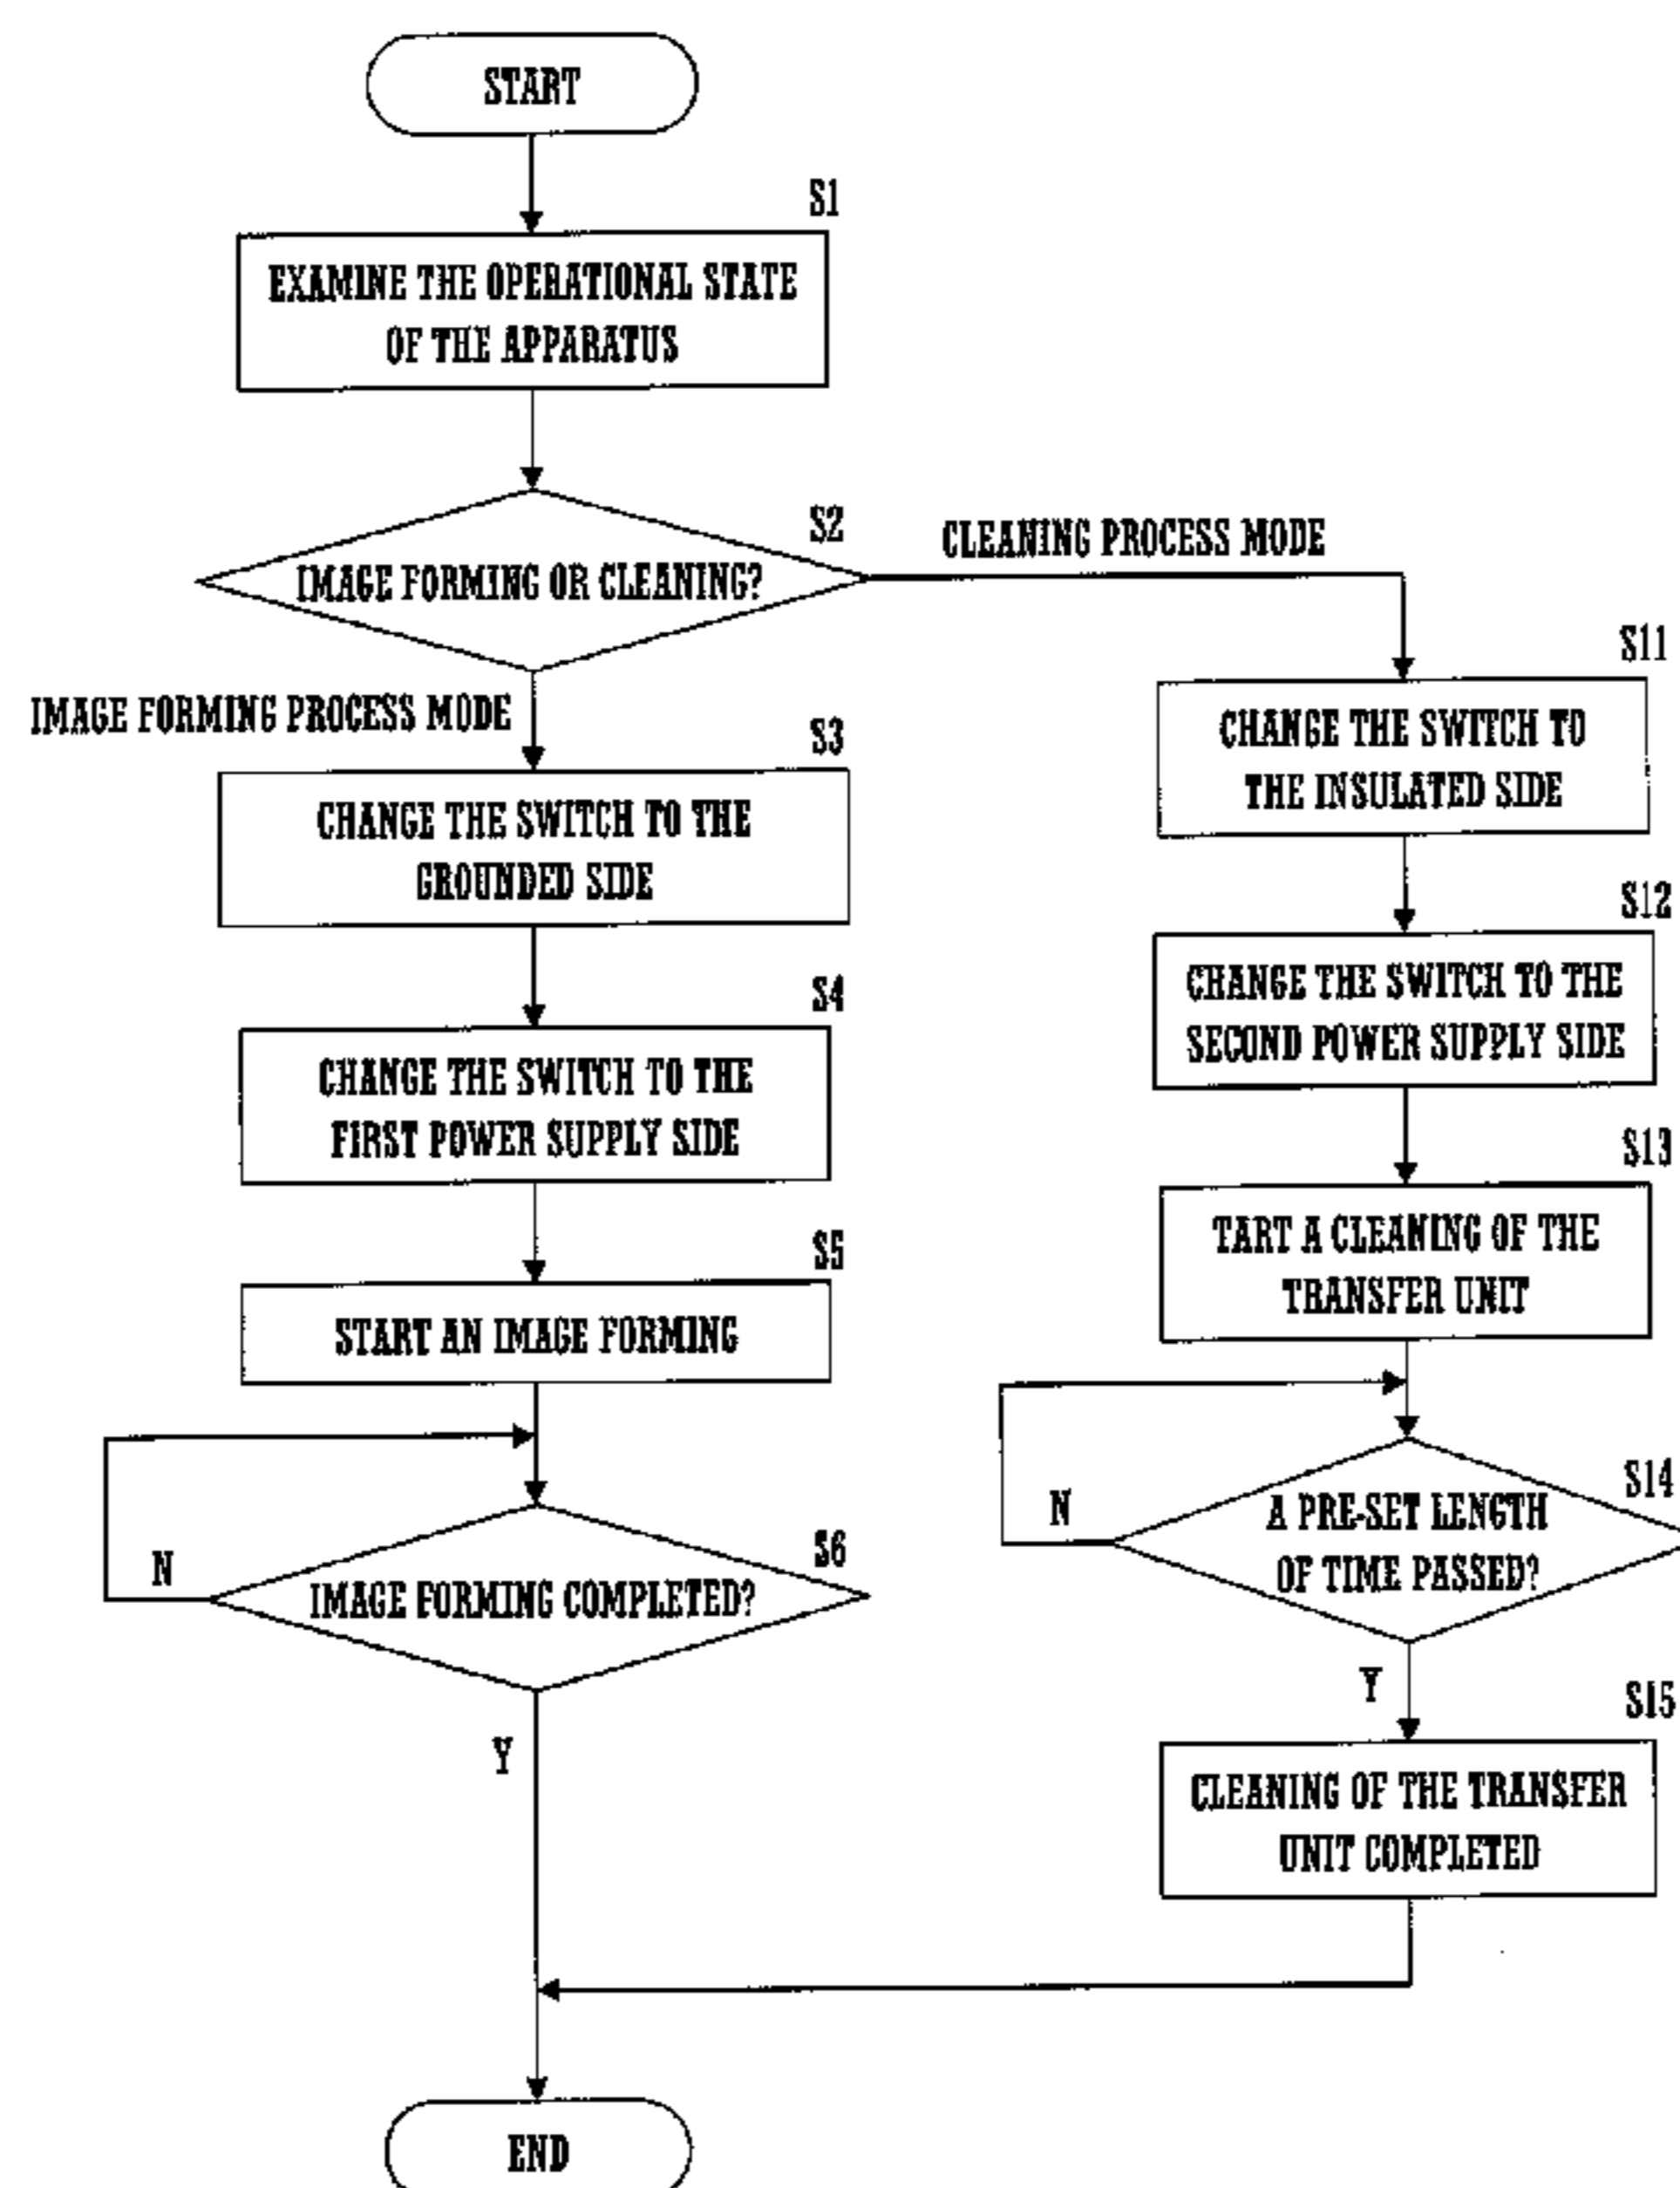 START
S1
EXAMINE THE OPERATIONAL STATE
OF THE APPARATUS
S2
IMAGE FORMING OR CLEANING?
CLEANING PROCESS MODE
IMAGE FORMING PROCESS MODE
S3
CHANGE THE SWITCH TO THE
GROUNDED SIDE
S4
CHANGE THE SWITCH TO THE
FIRST POWER SUPPLY SIDE
S5
START AN IMAGE FORMING
S6
IMAGE FORMING COMPLETED?
N
Y
S11
CHANGE THE SWITCH TO
THE INSULATED SIDE
S12
CHANGE THE SWITCH TO THE
SECOND POWER SUPPLY SIDE
S13
TART A CLEANING OF THE
TRANSFER UNIT
S14
A PRE-SET LENGTH
OF TIME PASSED?
N
Y
S15
CLEANING OF THE TRANSFER
UNIT COMPLETED
END